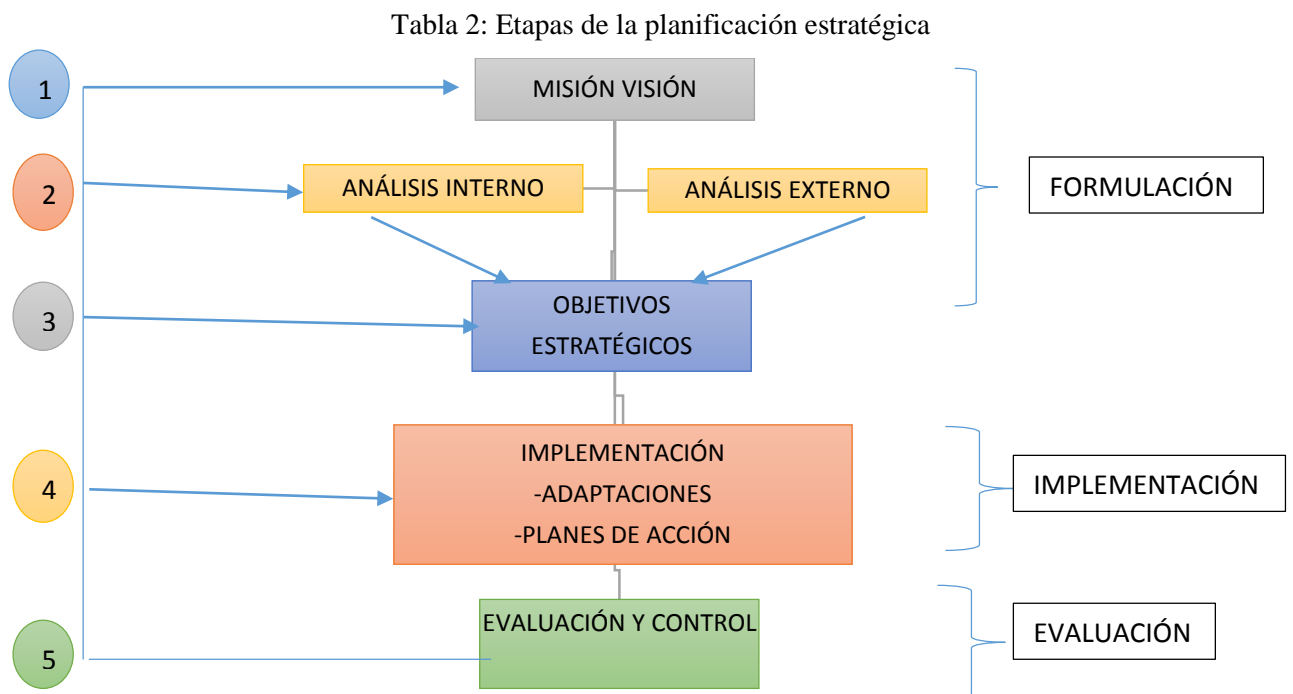 Tabla 2: Etapas de la planificación estratégica
1
MISIÓN VISIÓN
2
ANÁLISIS INTERNO
ANÁLISIS EXTERNO
FORMULACIÓN
3
OBJETIVOS
ESTRATÉGICOS
4
IMPLEMENTACIÓN
-ADAPTACIONES
-PLANES DE ACCIÓN
IMPLEMENTACIÓN
5
EVALUACIÓN Y CONTROL
EVALUACIÓN